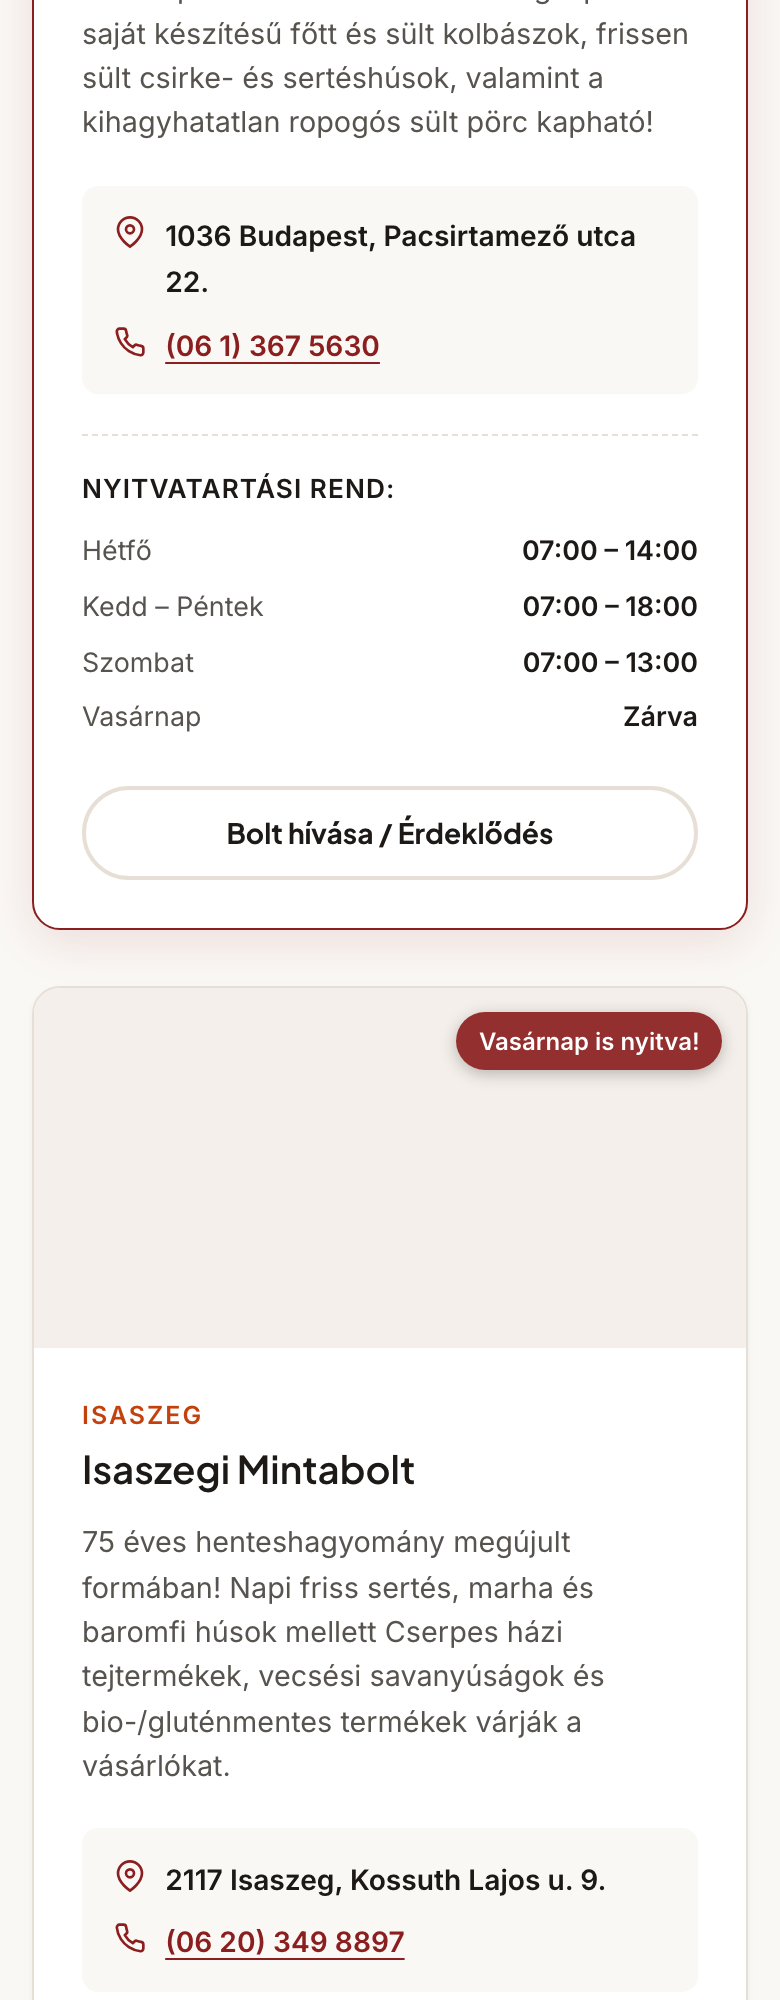 saját készítésű főtt és sült kolbászok, frissen
sült csirke- és sertéshúsok, valamint a
kihagyhatatlan ropogós sült pörc kapható!
1036 Budapest, Pacsirtamező utca
22.
(06 1) 367 5630
NYITVATARTÁSI REND:
Hétfő 07:00 – 14:00
Kedd – Péntek 07:00 – 18:00
Szombat 07:00 – 13:00
Vasárnap Zárva
Bolt hívása / Érdeklődés
Vasárnap is nyitva!
ISASZEG
Isaszegi Mintabolt
75 éves henteshagyomány megújult
formában! Napi friss sertés, marha és
baromfi húsok mellett Cserpes házi
tejtermékek, vecsési savanyúságok és
bio-/gluténmentes termékek várják a
vásárlókat.
2117 Isaszeg, Kossuth Lajos u. 9.
(06 20) 349 8897